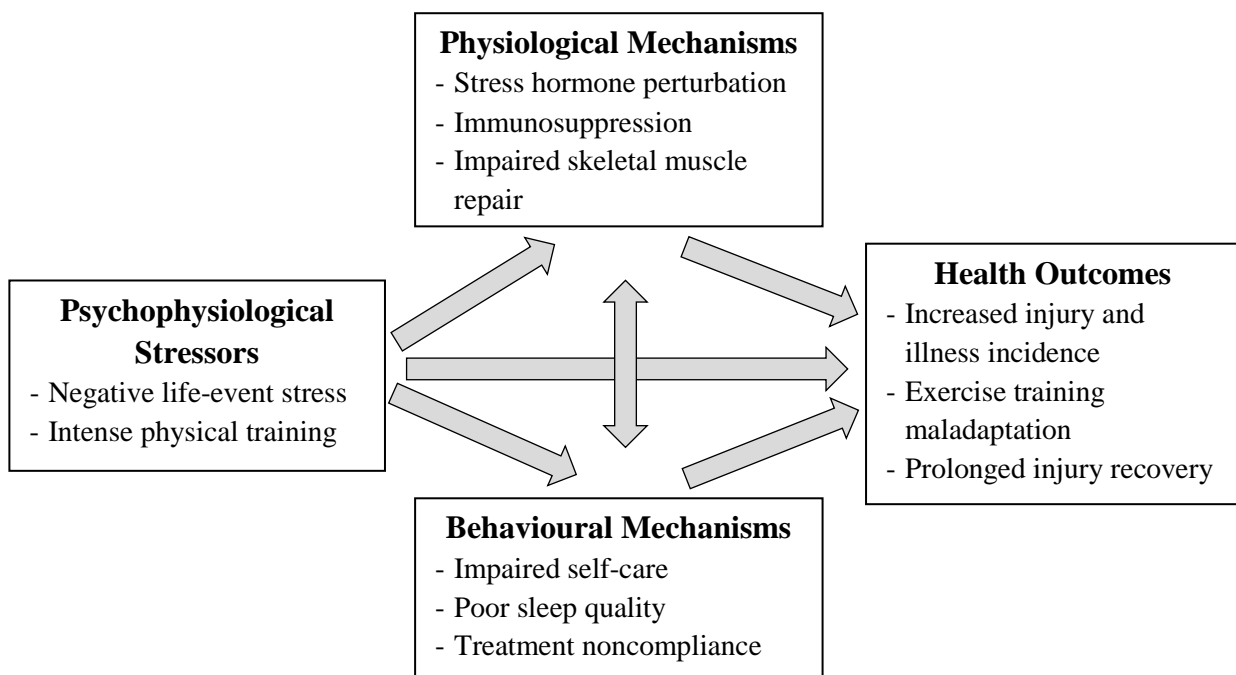 Physiological Mechanisms
- Stress hormone perturbation
- Immunosuppression
- Impaired skeletal muscle
repair
Psychophysiological
Stressors
- Negative life-event stress
- Intense physical training
Health Outcomes
- Increased injury and
illness incidence
- Exercise training
maladaptation
- Prolonged injury recovery
Behavioural Mechanisms
- Impaired self-care
- Poor sleep quality
- Treatment noncompliance